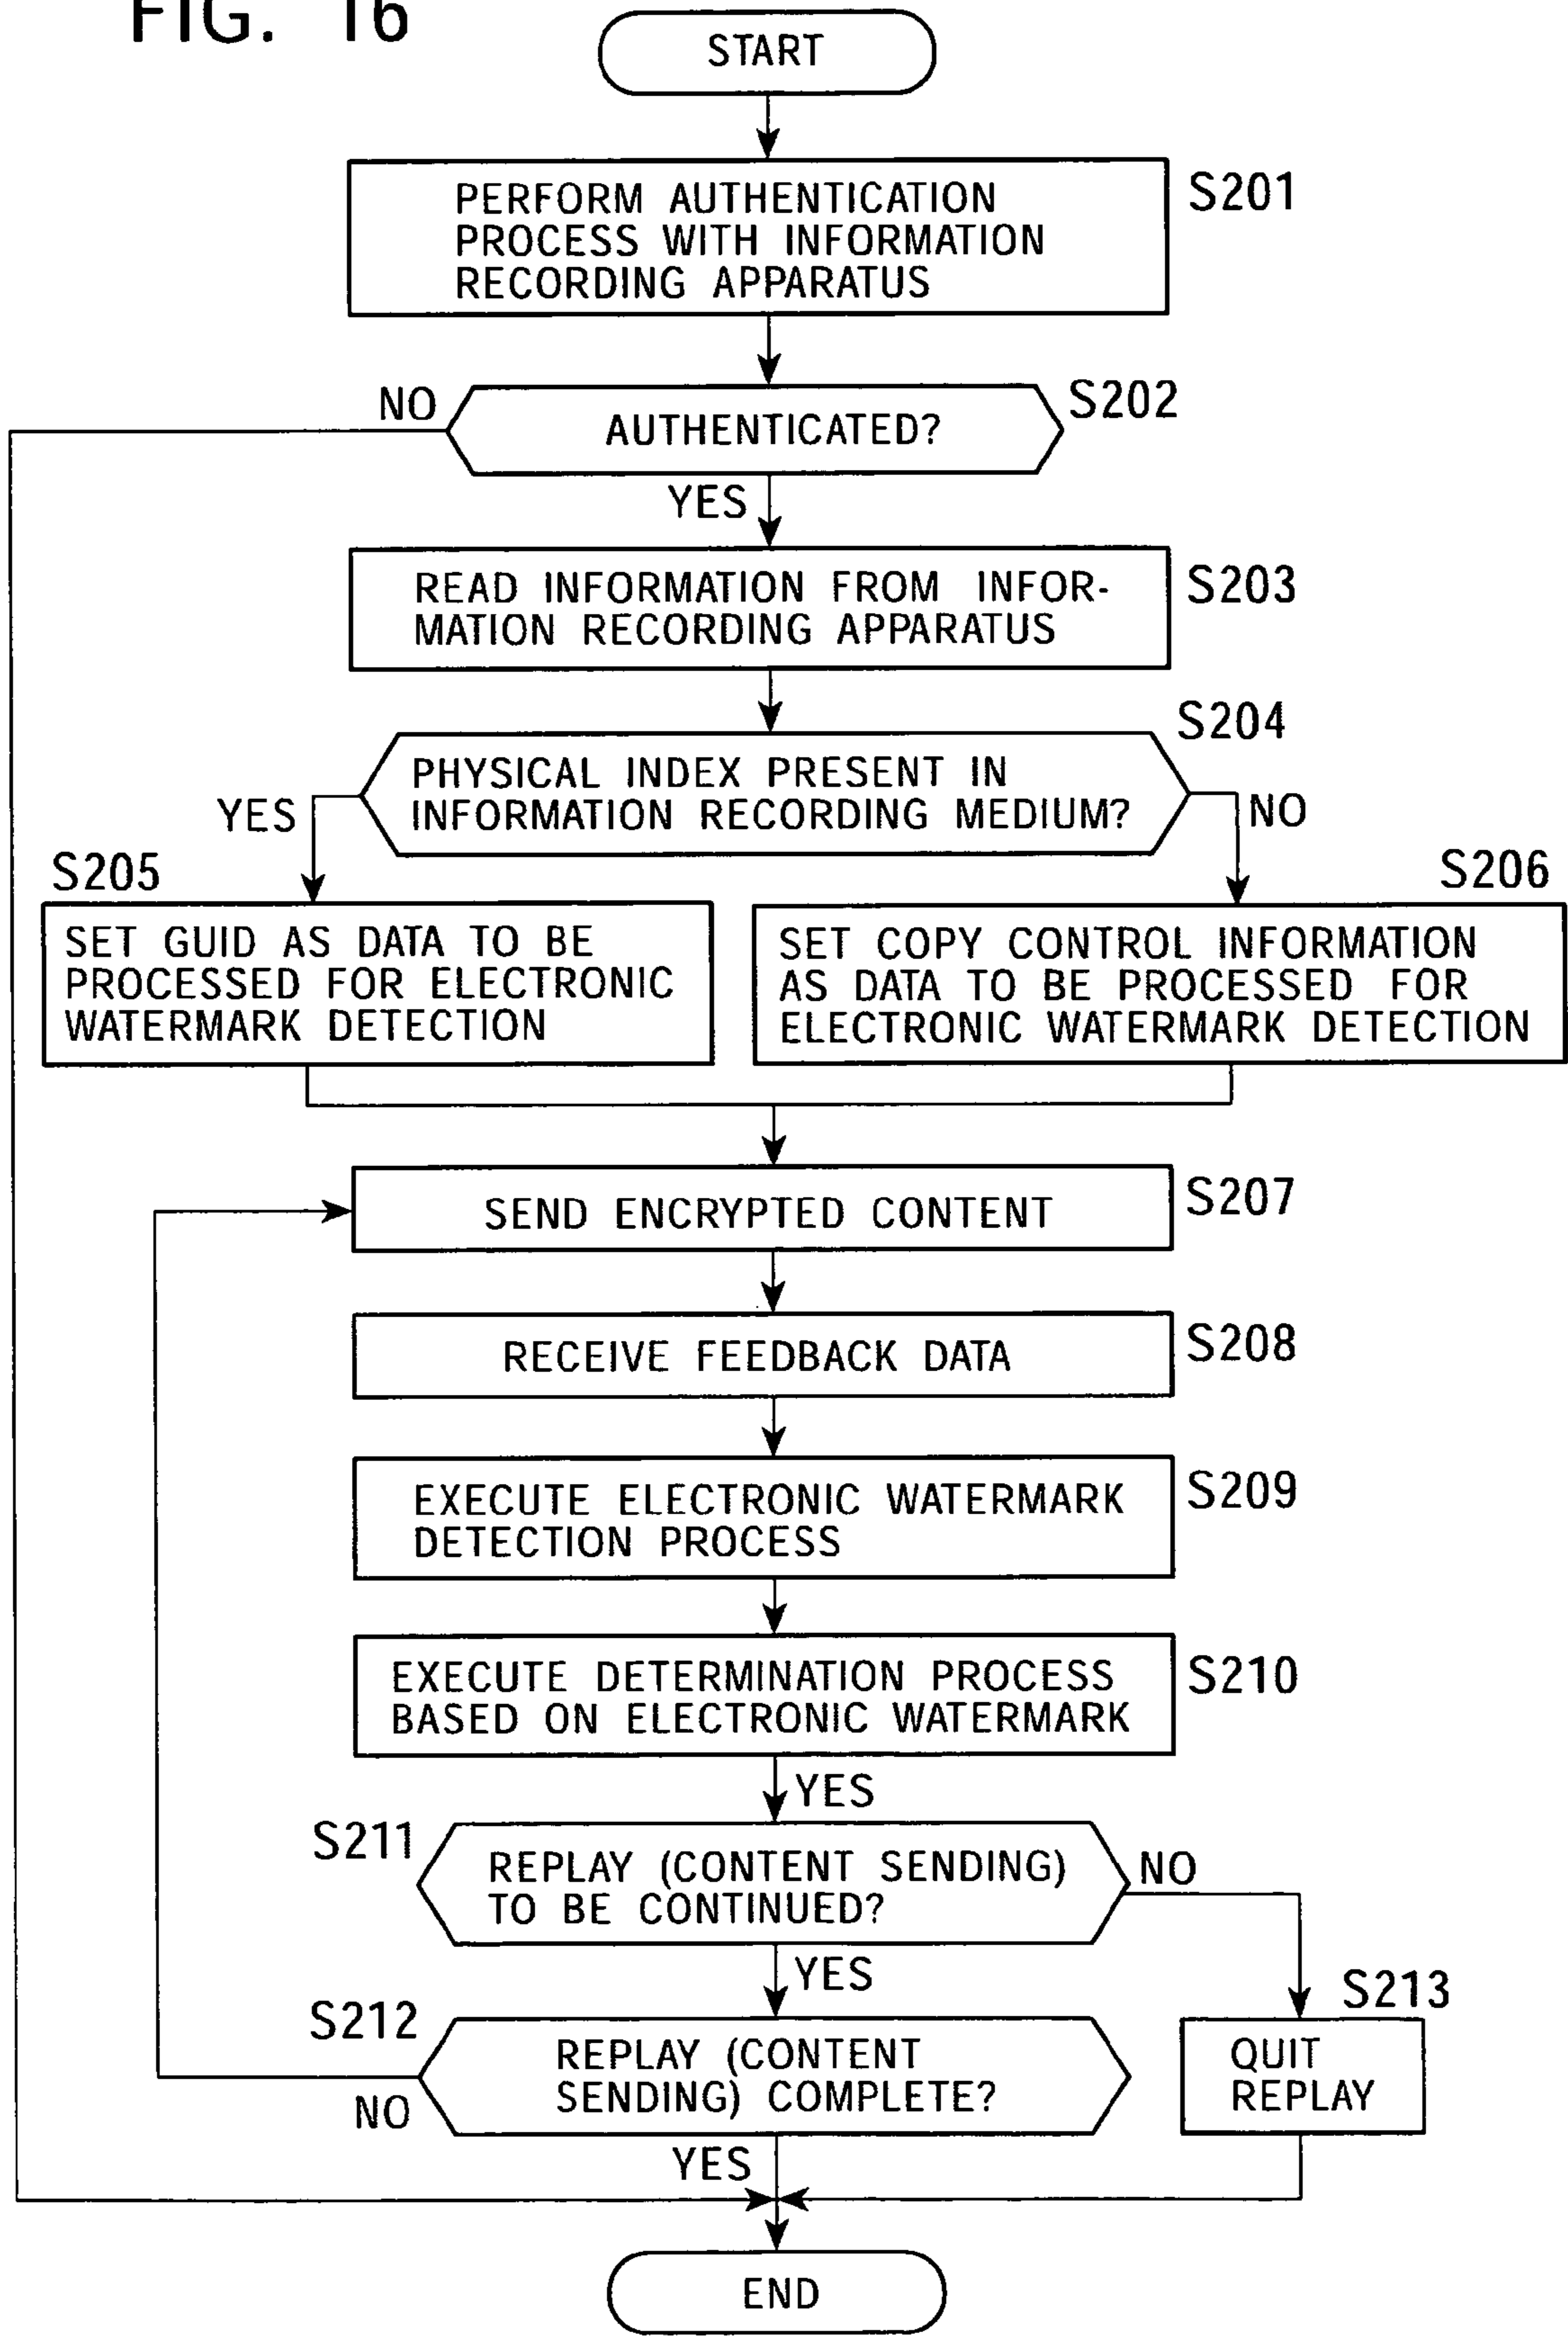 FIG. 16
START
PERFORM AUTHENTICATION
PROCESS WITH INFORMATION
RECORDING APPARATUS
S201
NO
AUTHENTICATED?
S202
YES
READ INFORMATION FROM INFOR-
MATION RECORDING APPARATUS
S203
S204
PHYSICAL INDEX PRESENT IN
INFORMATION RECORDING MEDIUM?
YES
NO
S205
S206
SET GUID AS DATA TO BE
PROCESSED FOR ELECTRONIC
WATERMARK DETECTION
SET COPY CONTROL INFORMATION
AS DATA TO BE PROCESSED FOR
ELECTRONIC WATERMARK DETECTION
SEND ENCRYPTED CONTENT
S207
RECEIVE FEEDBACK DATA
S208
EXECUTE ELECTRONIC WATERMARK
DETECTION PROCESS
S209
EXECUTE DETERMINATION PROCESS
BASED ON ELECTRONIC WATERMARK
S210
YES
S211
REPLAY (CONTENT SENDING)
TO BE CONTINUED?
NO
YES
S213
S212
REPLAY (CONTENT
SENDING) COMPLETE?
NO
QUIT
REPLAY
YES
END